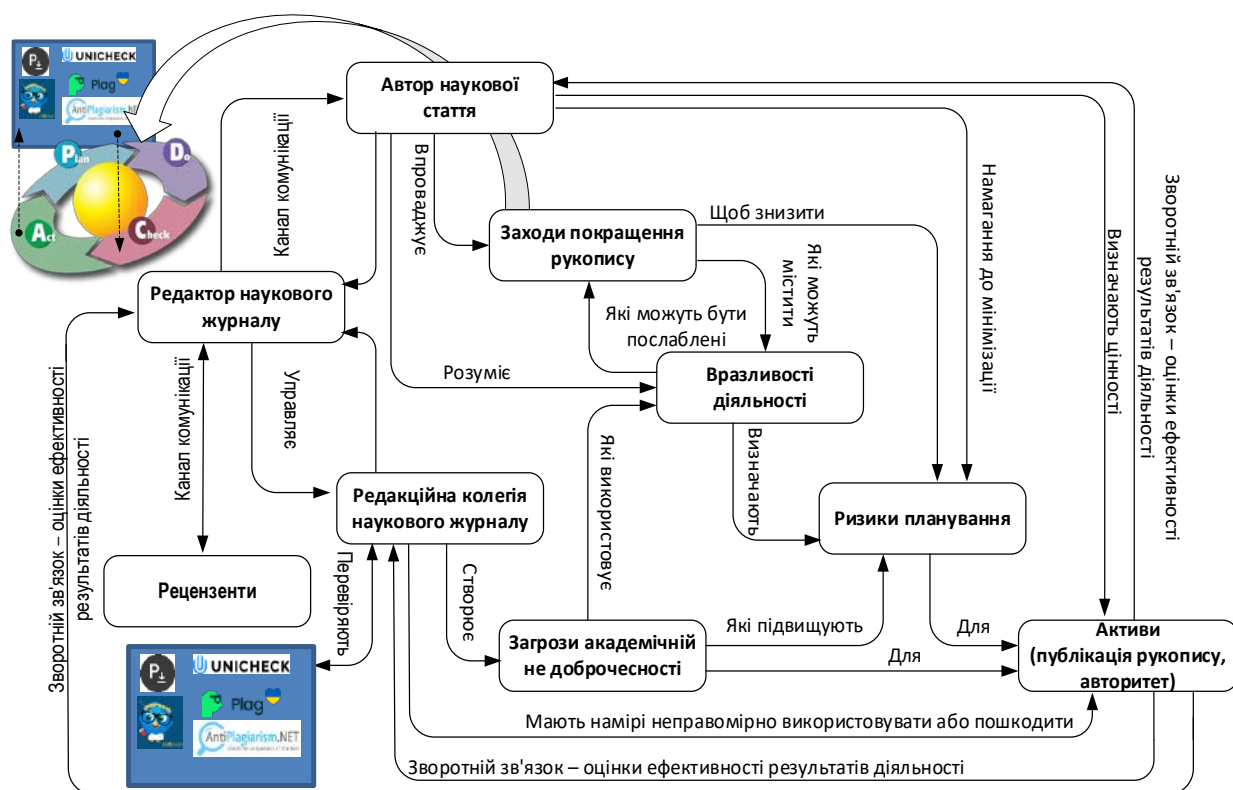 UNICHECK
Plag
AntiPlagiarism.NET
Plan
Do
Act
Check
Автор наукової
стаття
Канал комунікації
Впроваджує
Заходи покращення
рукопису
Щоб знизити
Намагання до мінімізації
Визначають цінності
Зворотній зв'язок – оцінки ефективності
результатів діяльності
Які можуть
містити
Які можуть бути
послаблені
Редактор наукового
журналу
Розуміє
Вразливості
діяльності
Канал комунікації
Управляє
Зворотній зв'язок – оцінки ефективності
результатів діяльності
Які використовує
Визначають
Редакційна колегія
наукового журналу
Ризики планування
Рецензенти
Перевіряють
Створює
Загрози академічній
не доброчесності
Які підвищують
Для
Для
Активи
(публікація рукопису,
авторитет)
UNICHECK
Plag
AntiPlagiarism.NET
Мають намірі неправомірно використовувати або пошкодити
Зворотній зв'язок – оцінки ефективності результатів діяльності